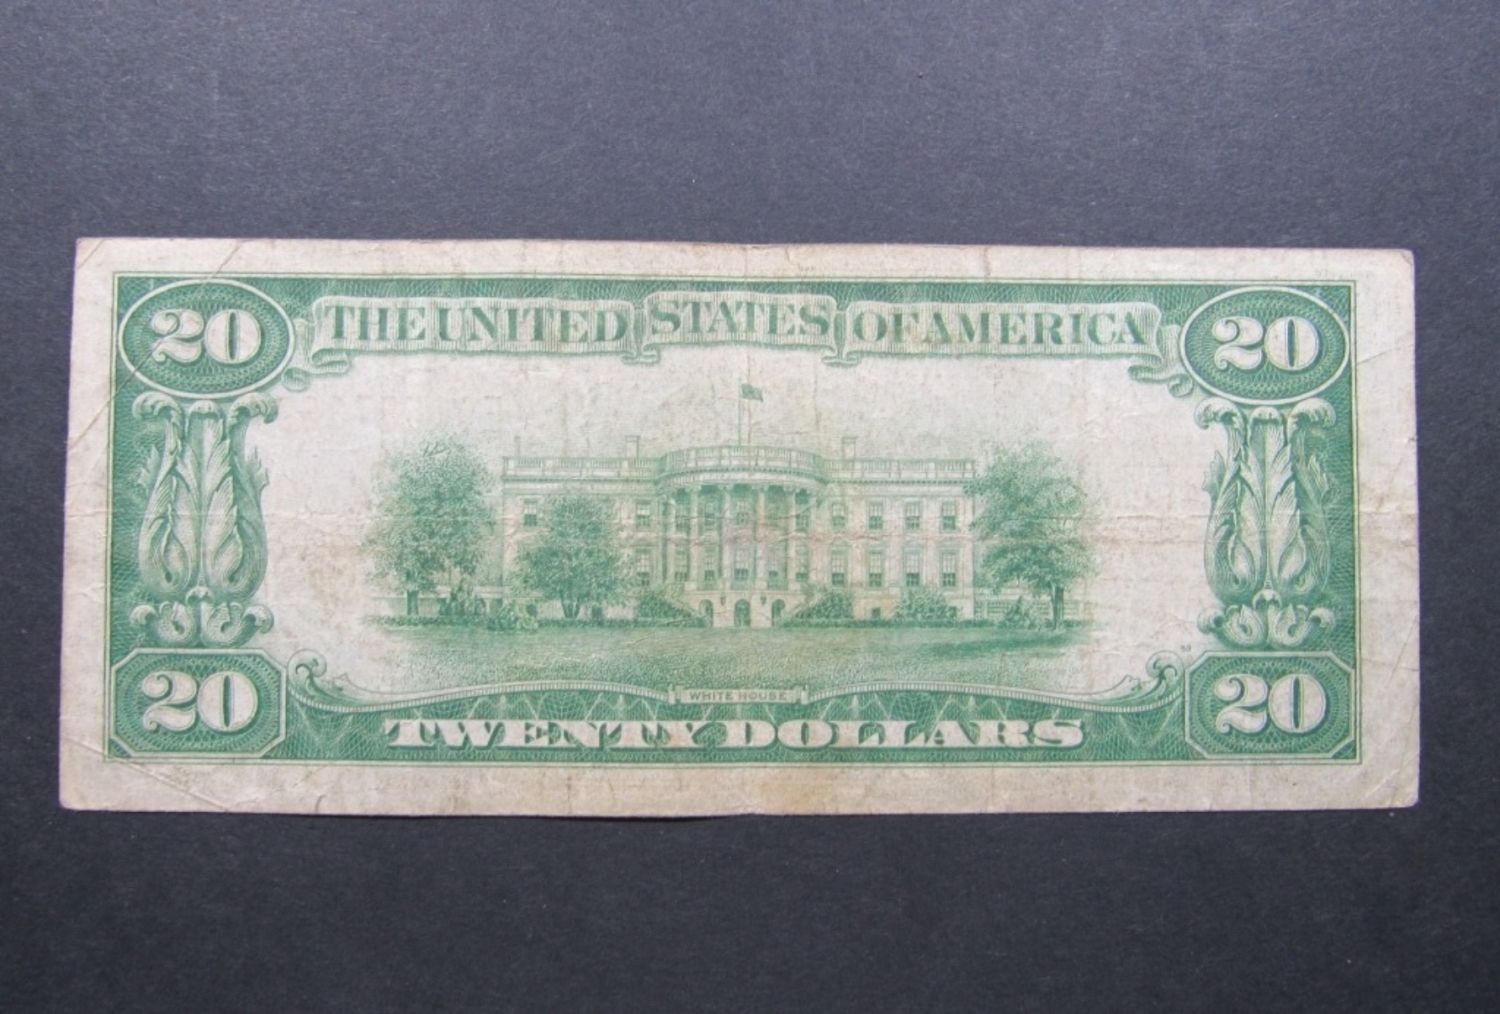 20 THE UNITED STATES OF AMERICA 20
WHITE HOUSE
20 TWENTY DOLLARS 20